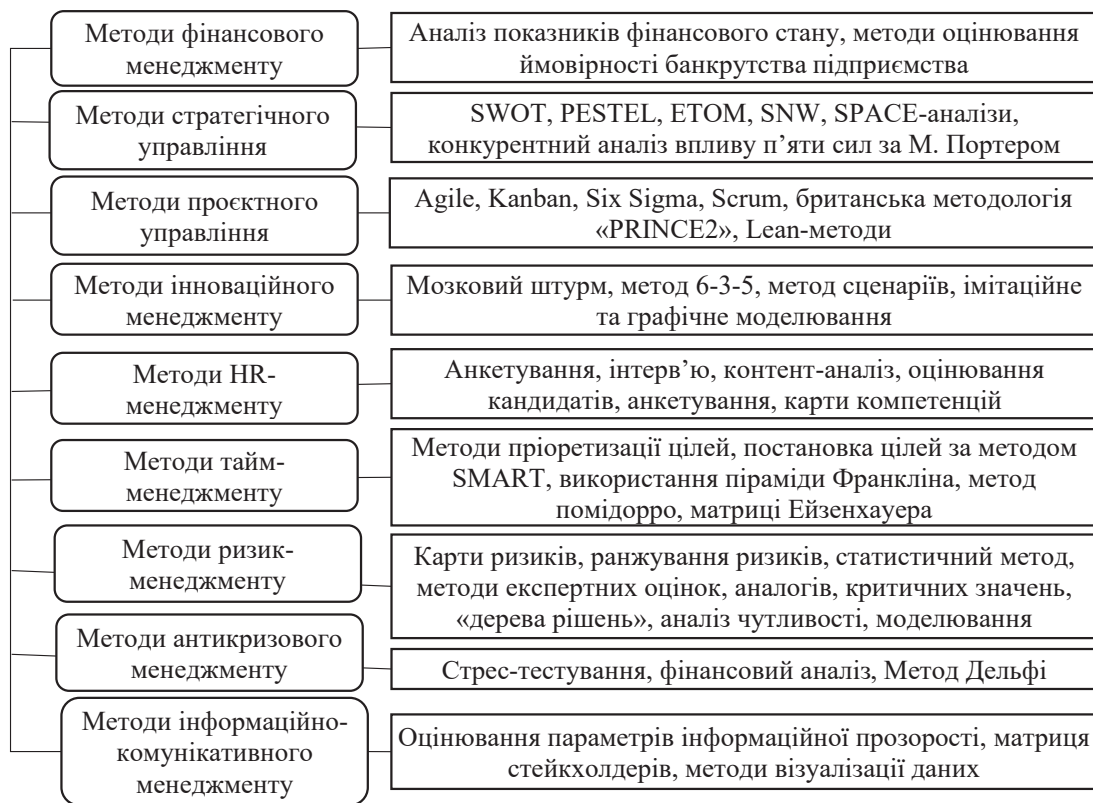 Методи фінансового
менеджменту
Аналіз показників фінансового стану, методи оцінювання
ймовірності банкрутства підприємства
Методи стратегічного
управління
SWOT, PESTEL, ETOM, SNW, SPACE-аналізи,
конкурентний аналіз впливу п’яти сил за М. Портером
Методи проєктного
управління
Agile, Kanban, Six Sigma, Scrum, британська методологія
«PRINCE2», Lean-методи
Методи інноваційного
менеджменту
Мозковий штурм, метод 6-3-5, метод сценаріїв, імітаційне
та графічне моделювання
Методи HR-
менеджменту
Анкетування, інтерв’ю, контент-аналіз, оцінювання
кандидатів, анкетування, карти компетенцій
Методи тайм-
менеджменту
Методи пріоретизації цілей, постановка цілей за методом
SMART, використання піраміди Франкліна, метод
помідорро, матриці Ейзенхауера
Методи ризик-
менеджменту
Карти ризиків, ранжування ризиків, статистичний метод,
методи експертних оцінок, аналогів, критичних значень,
«дерева рішень», аналіз чутливості, моделювання
Методи антикризового
менеджменту
Стрес-тестування, фінансовий аналіз, Метод Дельфі
Методи інформаційно-
комунікативного
менеджменту
Оцінювання параметрів інформаційної прозорості, матриця
стейкхолдерів, методи візуалізації даних